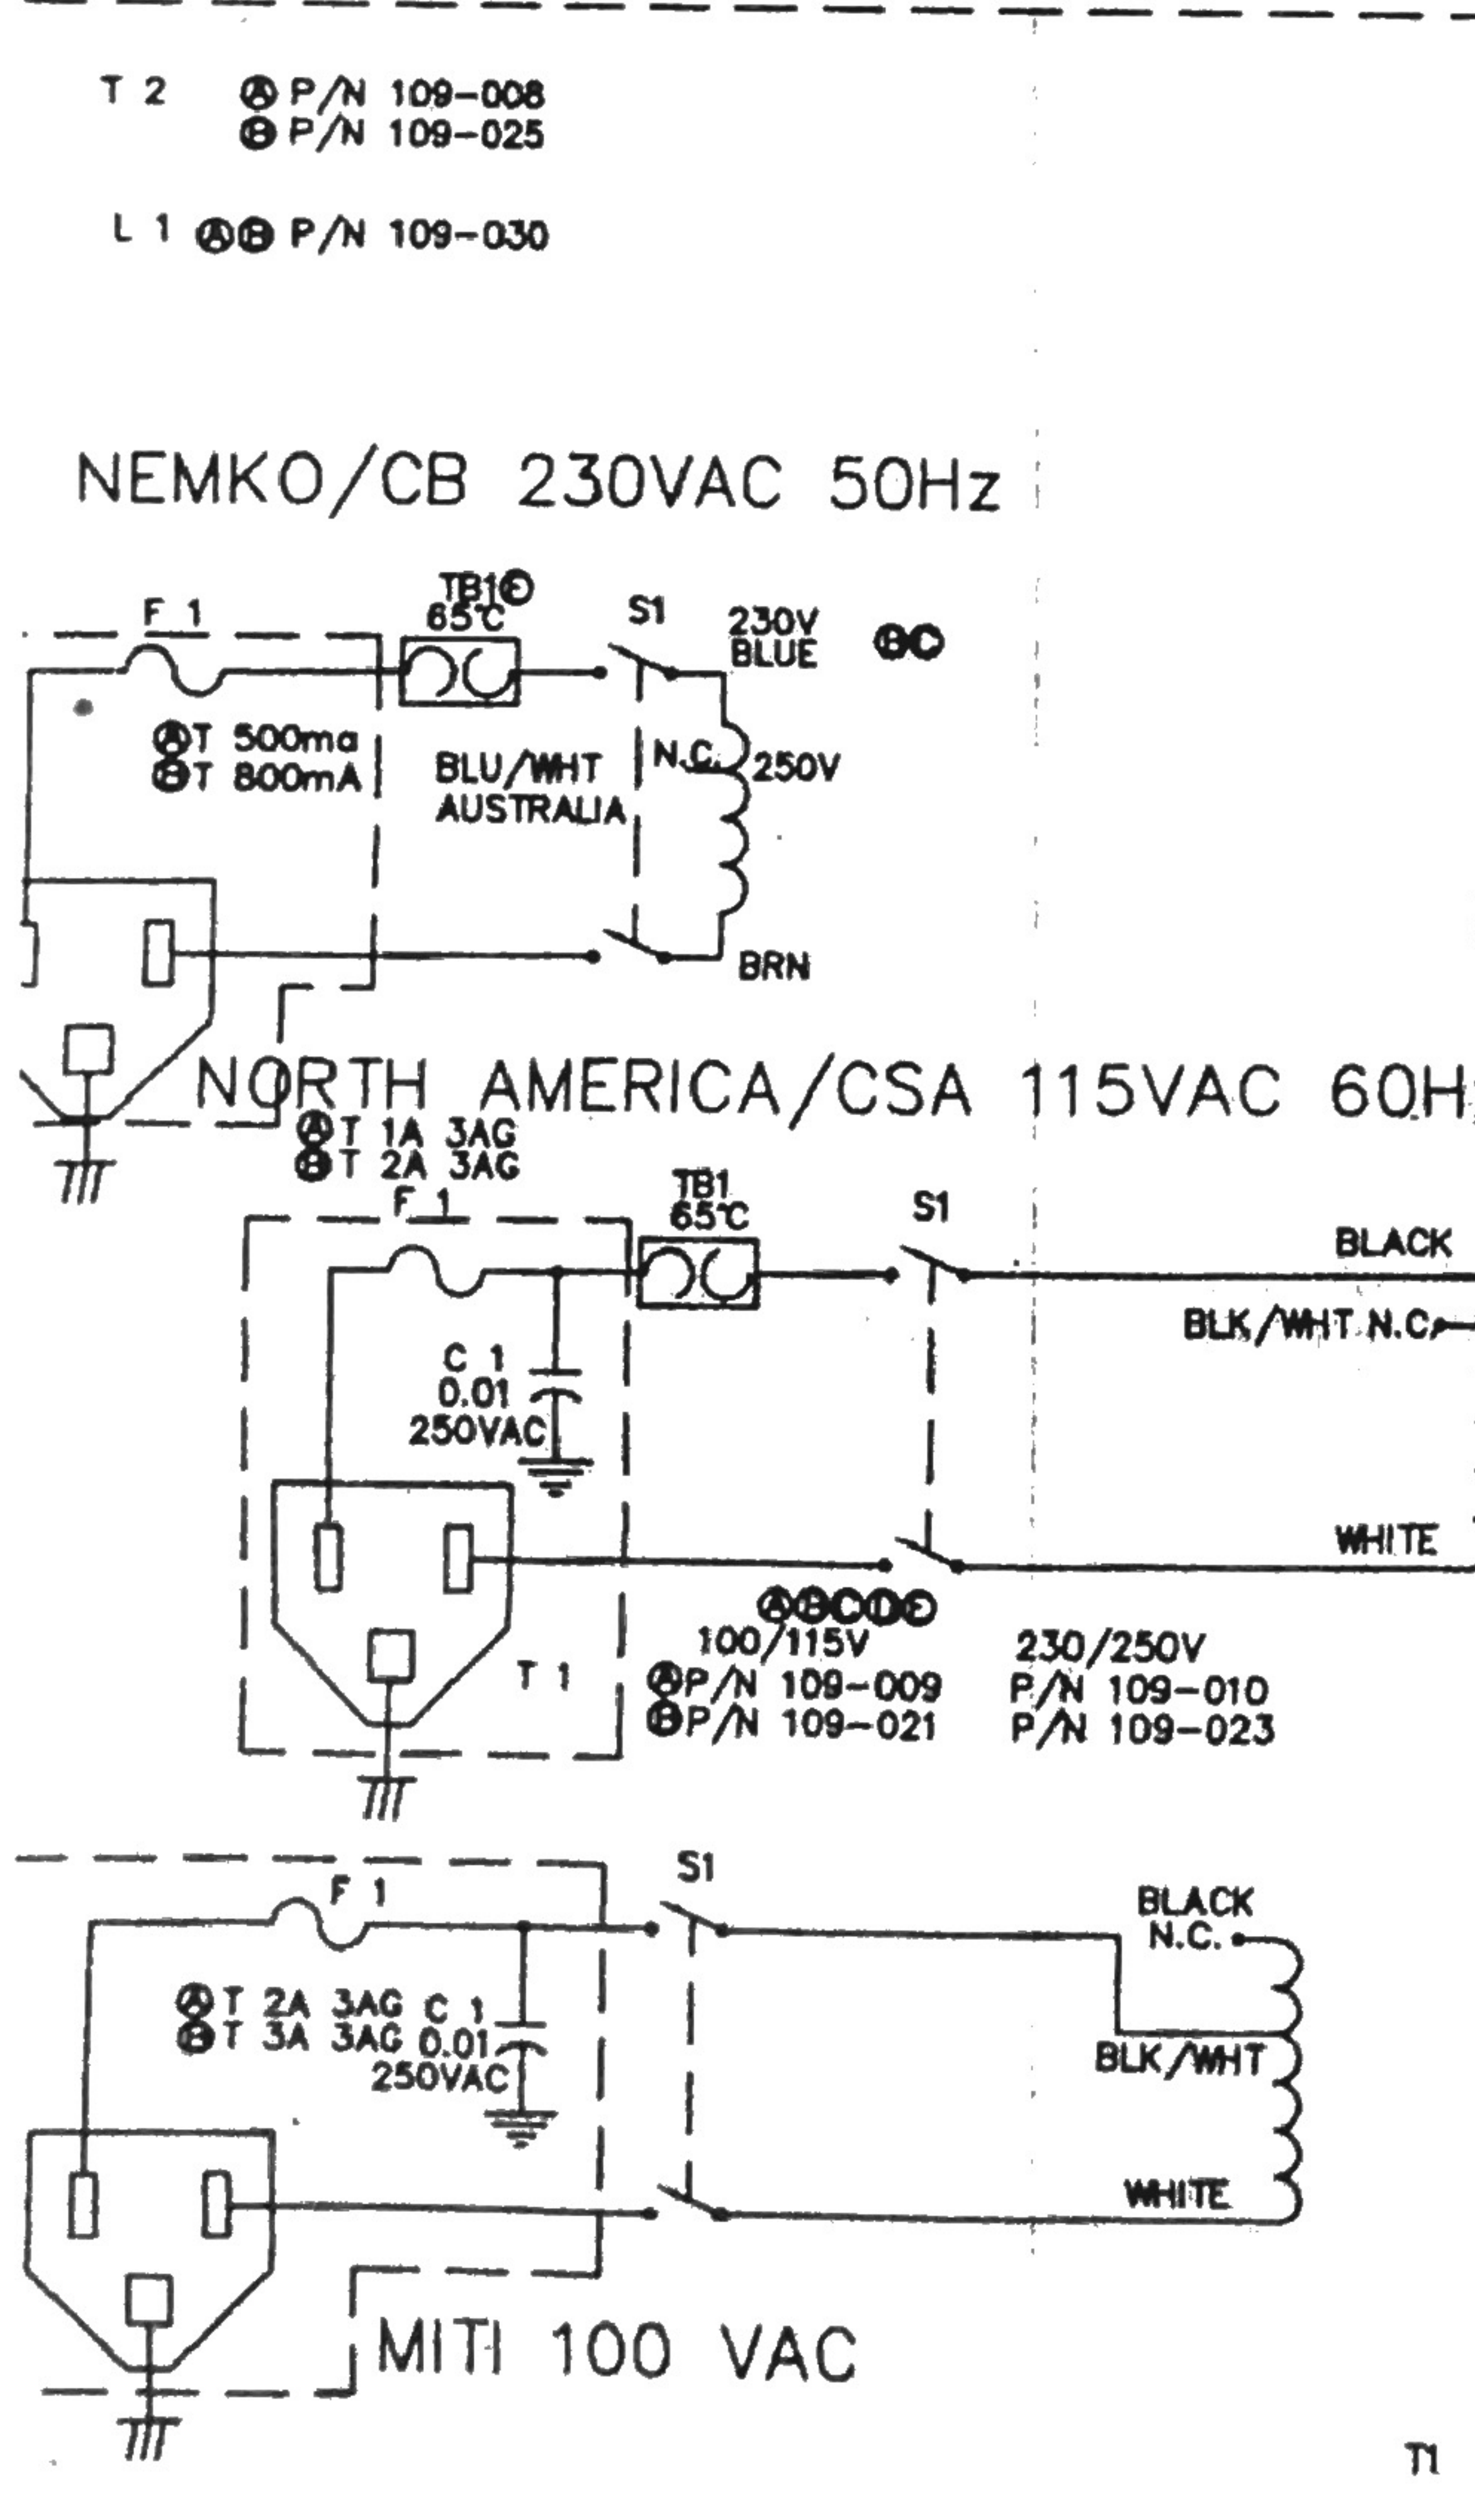 T 2 Ⓐ P/N 109-008
Ⓑ P/N 109-025
L 1 ⒶⒷ P/N 109-030
NEMKO/CB 230VAC 50Hz
F 1
TB1Ⓔ
65°C
S1
230V
BLUE
ⒷⒸ
ⒶT 500ma
ⒷT 800mA
BLU/WHT
AUSTRALIA
N.C.
250V
BRN
NORTH AMERICA/CSA 115VAC 60H
ⒶT 1A 3AG
ⒷT 2A 3AG
F 1
TB1
65°C
S1
BLACK
BLK/WHT N.C.
C 1
0.01
250VAC
WHITE
ⒶⒷⒸⒹⒺ
100/115V 230/250V
T 1 ⒶP/N 109-009 P/N 109-010
ⒷP/N 109-021 P/N 109-023
F 1
S1
BLACK
N.C.
ⒶT 2A 3AG
ⒷT 3A 3AG
C 1
0.01
250VAC
BLK/WHT
WHITE
MITI 100 VAC
T1